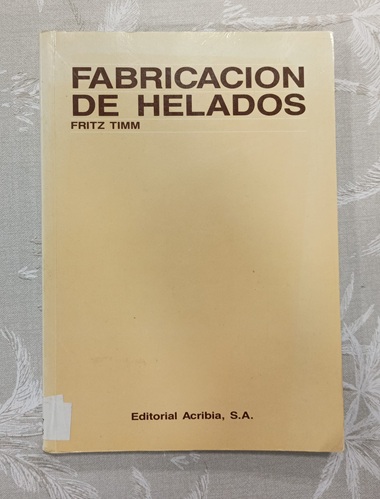 FABRICACION
DE HELADOS
FRITZ TIMM
Editorial Acribia, S.A.